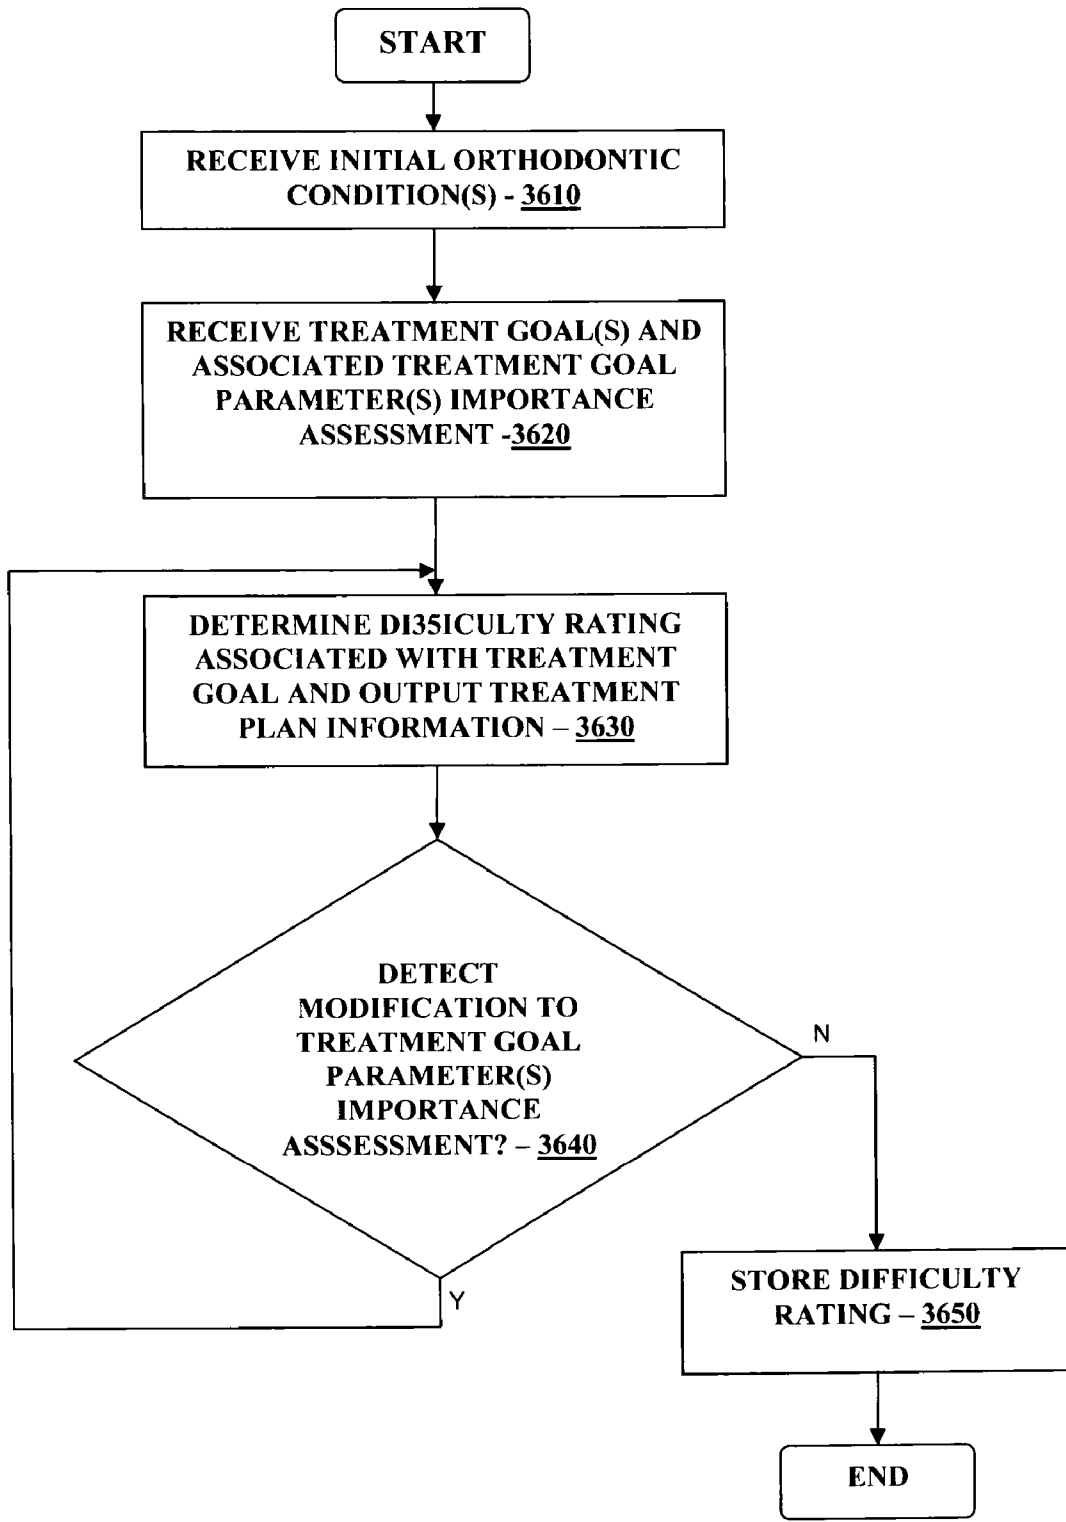 START
RECEIVE INITIAL ORTHODONTIC
CONDITION(S) - 3610
RECEIVE TREATMENT GOAL(S) AND
ASSOCIATED TREATMENT GOAL
PARAMETER(S) IMPORTANCE
ASSESSMENT -3620
DETERMINE DI35ICULTY RATING
ASSOCIATED WITH TREATMENT
GOAL AND OUTPUT TREATMENT
PLAN INFORMATION – 3630
DETECT
MODIFICATION TO
TREATMENT GOAL
PARAMETER(S)
IMPORTANCE
ASSSESSMENT? – 3640
N
Y
STORE DIFFICULTY
RATING – 3650
END